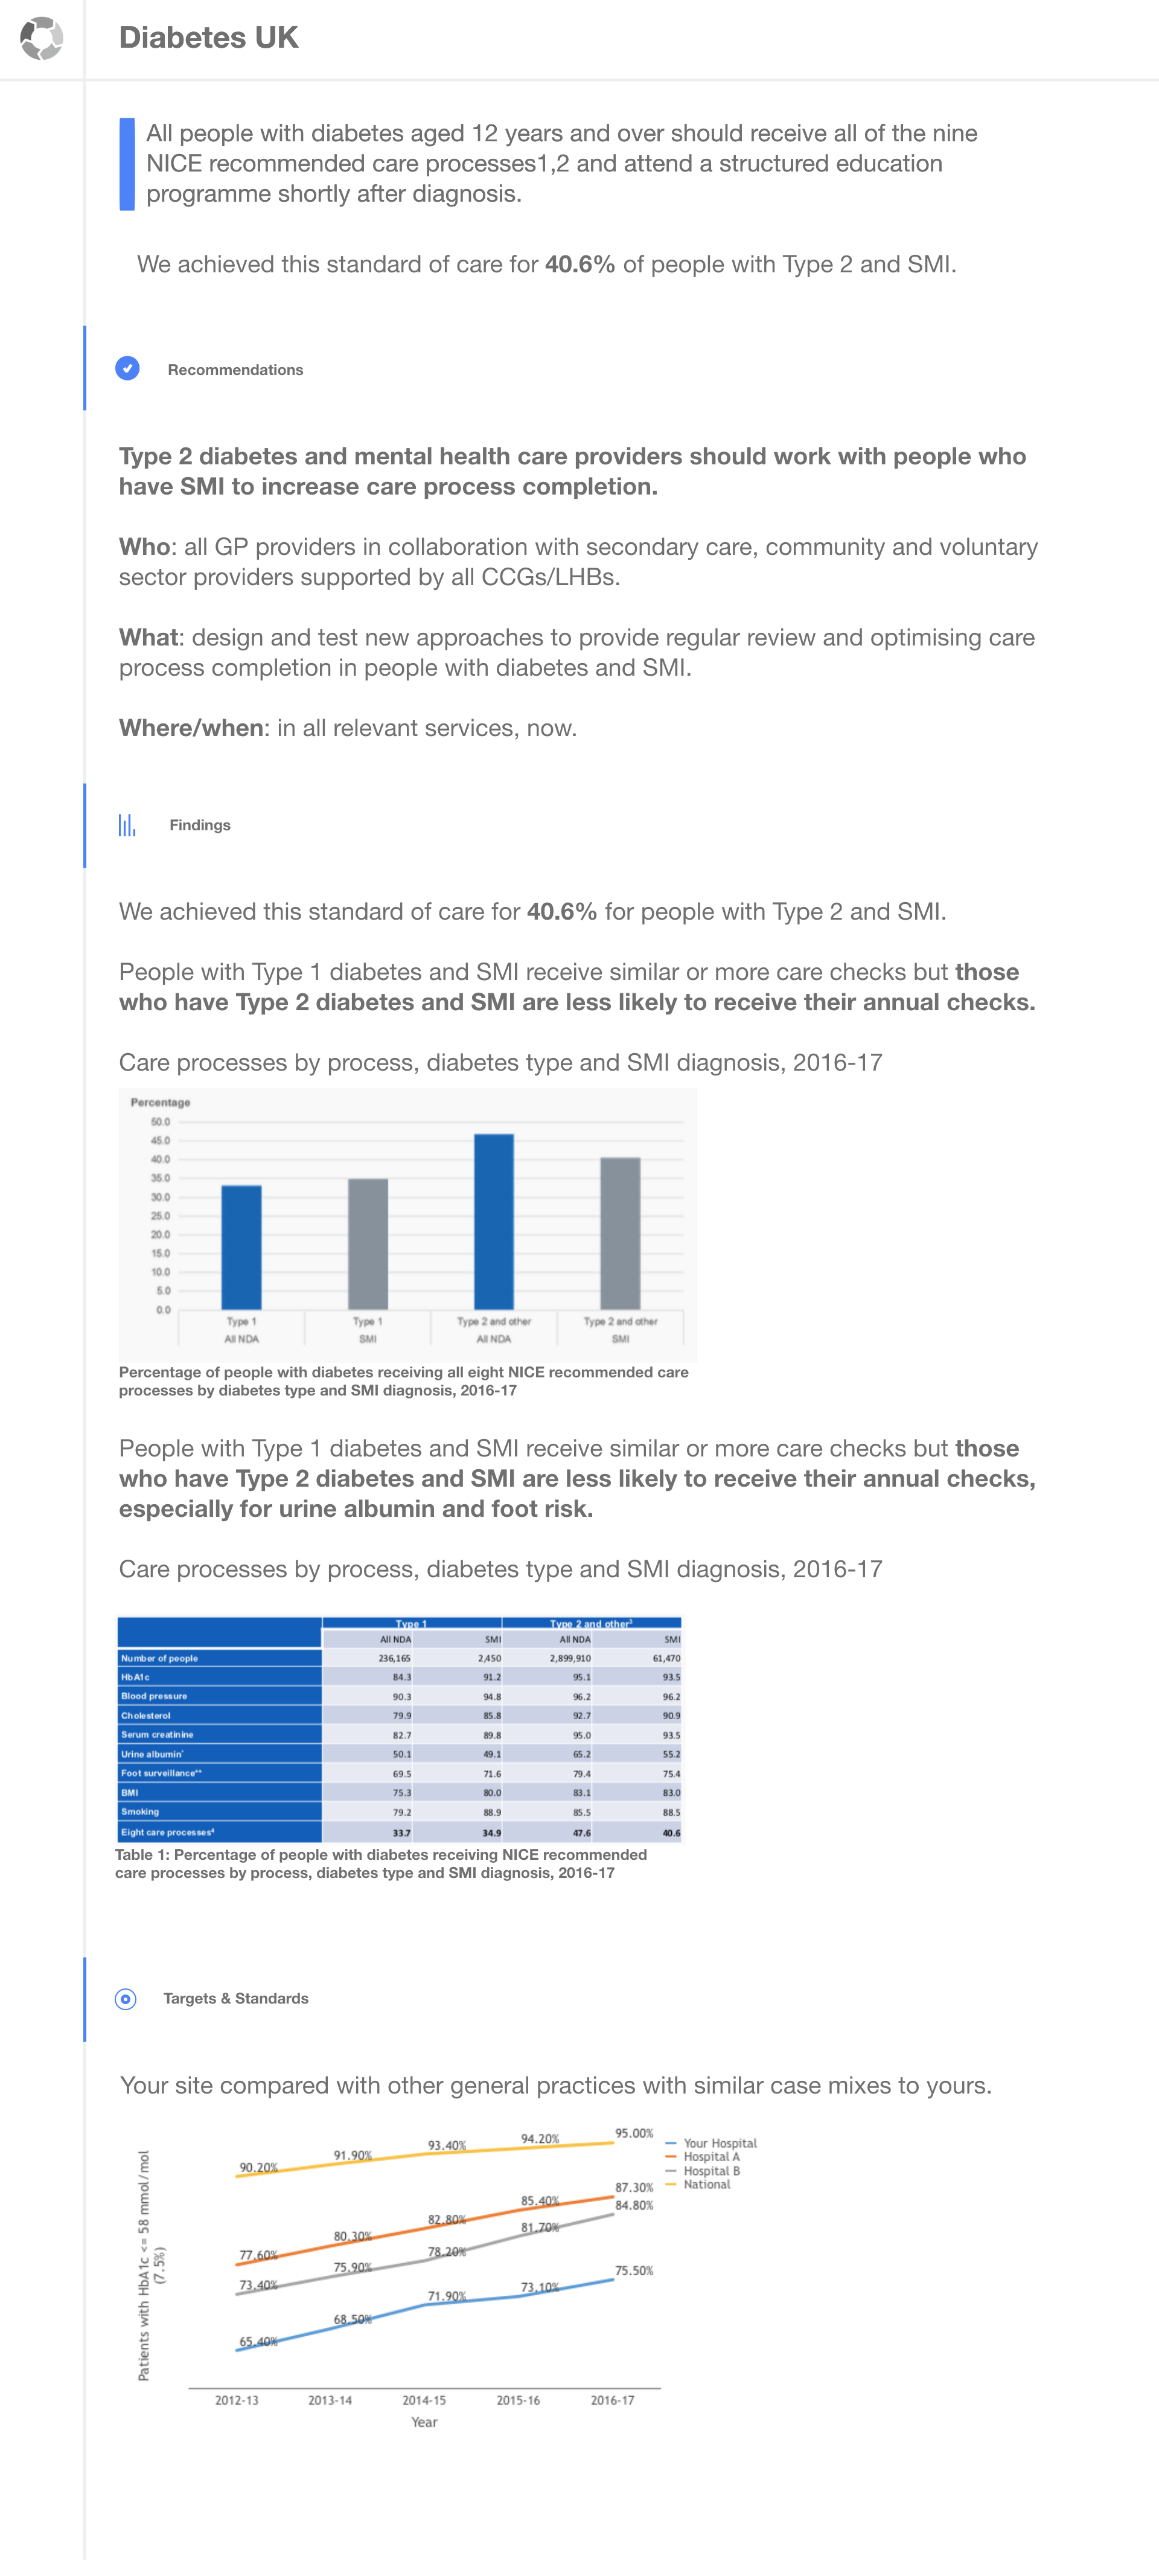 Diabetes UK
All people with diabetes aged 12 years and over should receive all of the nine
NICE recommended care processes1,2 and attend a structured education
programme shortly after diagnosis.
We achieved this standard of care for 40.6% of people with Type 2 and SMI.
Recommendations
Type 2 diabetes and mental health care providers should work with people who
have SMI to increase care process completion.
Who: all GP providers in collaboration with secondary care, community and voluntary
sector providers supported by all CCGs/LHBs.
What: design and test new approaches to provide regular review and optimising care
process completion in people with diabetes and SMI.
Where/when: in all relevant services, now.
Findings
We achieved this standard of care for 40.6% for people with Type 2 and SMI.
People with Type 1 diabetes and SMI receive similar or more care checks but those
who have Type 2 diabetes and SMI are less likely to receive their annual checks.
Care processes by process, diabetes type and SMI diagnosis, 2016-17
Percentage
50.0
45.0
40.0
35.0
30.0
25.0
20.0
15.0
10.0
5.0
0.0
Type 1 Type 1 Type 2 and other Type 2 and other
All NDA SMI All NDA SMI
Percentage of people with diabetes receiving all eight NICE recommended care
processes by diabetes type and SMI diagnosis, 2016-17
People with Type 1 diabetes and SMI receive similar or more care checks but those
who have Type 2 diabetes and SMI are less likely to receive their annual checks,
especially for urine albumin and foot risk.
Care processes by process, diabetes type and SMI diagnosis, 2016-17
Type 1 Type 2 and other³
All NDA SMI All NDA SMI
Number of people 236,165 2,450 2,899,910 61,470
HbA1c 84.3 91.2 95.1 93.5
Blood pressure 90.3 94.8 96.2 96.2
Cholesterol 79.9 85.8 92.7 90.9
Serum creatinine 82.7 89.8 95.0 93.5
Urine albumin* 50.1 49.1 65.2 55.2
Foot surveillance** 69.5 71.6 79.4 75.4
BMI 75.3 80.0 83.1 83.0
Smoking 79.2 88.9 85.5 88.5
Eight care processes⁴ 33.7 34.9 47.6 40.6
Table 1: Percentage of people with diabetes receiving NICE recommended
care processes by process, diabetes type and SMI diagnosis, 2016-17
Targets & Standards
Your site compared with other general practices with similar case mixes to yours.
Patients with HbA1c <= 58 mmol/mol
(7.5%)
90.20% 91.90% 93.40% 94.20% 95.00%
77.60% 80.30% 82.80% 85.40% 87.30%
73.40% 75.90% 78.20% 81.70% 84.80%
65.40% 68.50% 71.90% 73.10% 75.50%
Your Hospital
Hospital A
Hospital B
National
2012-13 2013-14 2014-15 2015-16 2016-17
Year